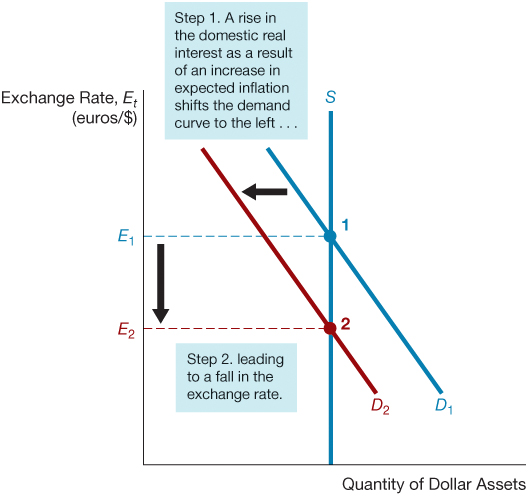 Step 1. A rise in
the domestic real
interest as a result
of an increase in
expected inflation
shifts the demand
curve to the left . . .
Exchange Rate, Et
(euros/$)
S
1
E1
E2
2
Step 2. leading
to a fall in the
exchange rate.
D2
D1
Quantity of Dollar Assets